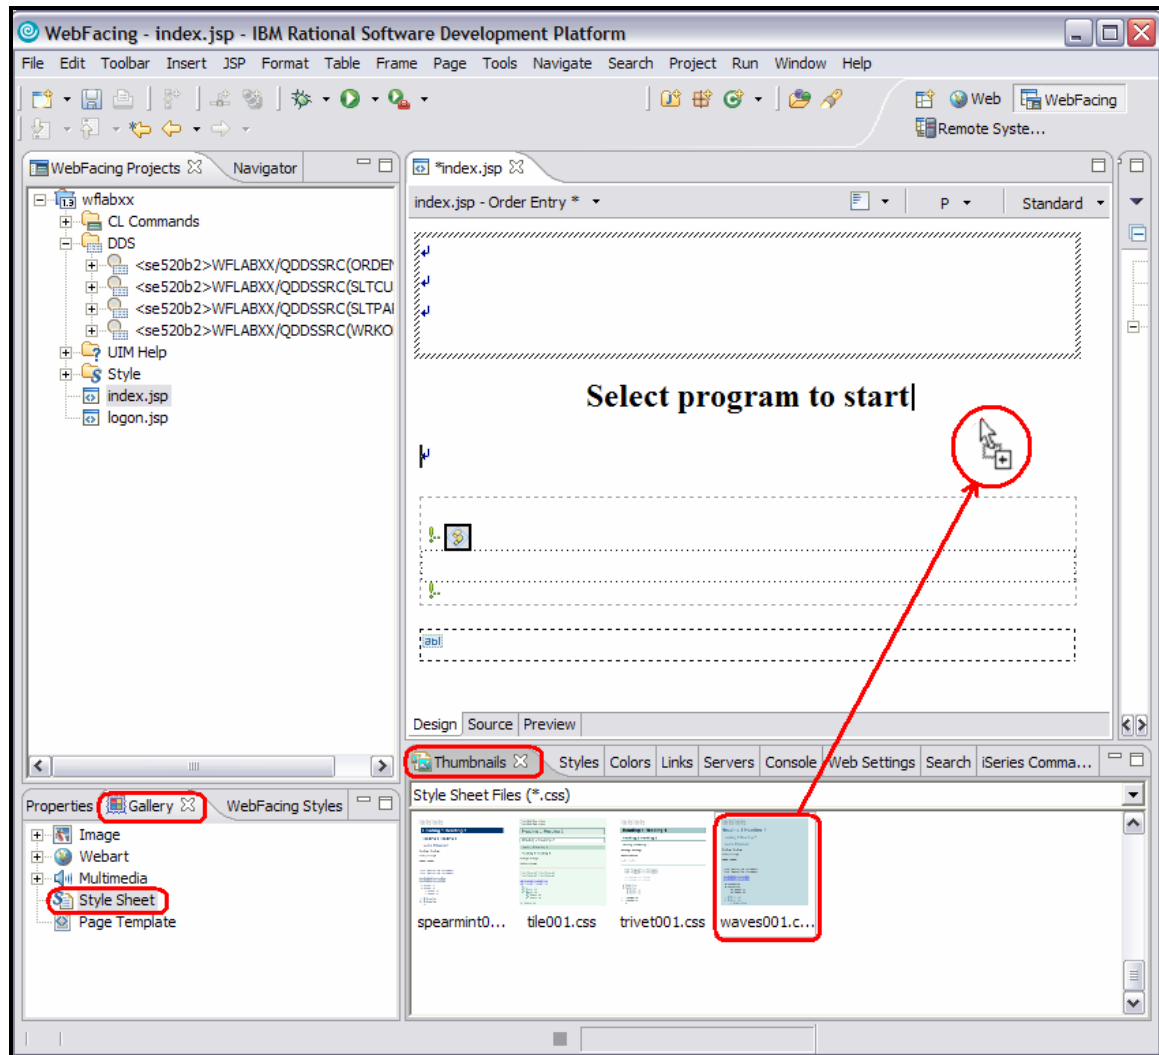 WebFacing - index.jsp - IBM Rational Software Development Platform
File Edit Toolbar Insert JSP Format Table Frame Page Tools Navigate Search Project Run Window Help
Web WebFacing
Remote Syste...
WebFacing Projects Navigator
wflabxx
CL Commands
DDS
<se520b2>WFLABXX/QDDSSRC(ORDEN
<se520b2>WFLABXX/QDDSSRC(SLTCU
<se520b2>WFLABXX/QDDSSRC(SLTPAR
<se520b2>WFLABXX/QDDSSRC(WRKO
UIM Help
Style
index.jsp
logon.jsp
*index.jsp
index.jsp - Order Entry * P Standard
Select program to start
abl
Design Source Preview
Properties Gallery WebFacing Styles
Image
Webart
Multimedia
Style Sheet
Page Template
Thumbnails Styles Colors Links Servers Console Web Settings Search iSeries Comma...
Style Sheet Files (*.css)
spearmint0... tile001.css trivet001.css waves001.c...